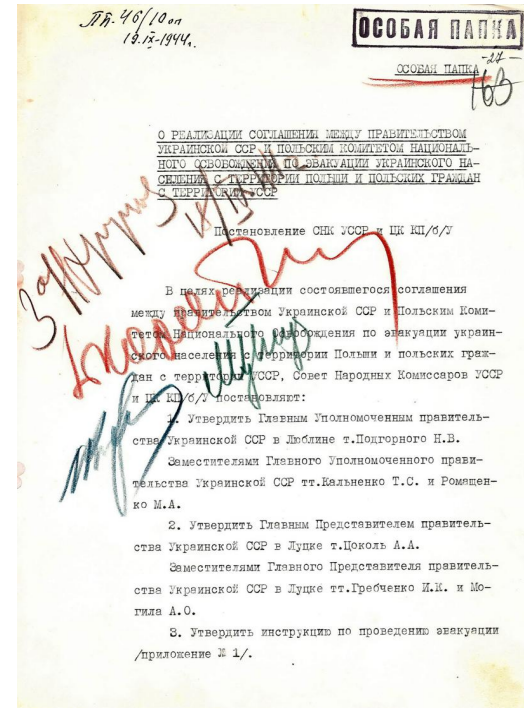 ПБ-46/10оп
19.IX-1944г.
ОСОБАЯ ПАПКА
-27-
ОСОБАЯ ПАПКА
163
О РЕАЛИЗАЦИИ СОГЛАШЕНИЯ МЕЖДУ ПРАВИТЕЛЬСТВОМ
УКРАИНСКОЙ ССР И ПОЛЬСКИМ КОМИТЕТОМ НАЦИОНАЛЬ-
НОГО ОСВОБОЖДЕНИЯ ПО ЭВАКУАЦИИ УКРАИНСКОГО НА-
СЕЛЕНИЯ С ТЕРРИТОРИИ ПОЛЬШИ И ПОЛЬСКИХ ГРАЖДАН
С ТЕРРИТОРИИ УССР
Постановление СНК УССР и ЦК КП/б/У
В целях реализации состоявшегося соглашения
между правительством Украинской ССР и Польским Коми-
тетом Национального освобождения по эвакуации украин-
ского населения с территории Польши и польских граж-
дан с территории УССР, Совет Народных Комиссаров УССР
и ЦК КП/б/У постановляют:
1. Утвердить Главным Уполномоченным правитель-
ства Украинской ССР в Люблине т.Подгорного Н.В.
Заместителями Главного Уполномоченного прави-
тельства Украинской ССР тт.Кальненко Т.С. и Ромащен-
ко М.А.
2. Утвердить Главным Представителем правитель-
ства Украинской ССР в Луцке т.Цоколь А.А.
Заместителями Главного Представителя правитель-
ства Украинской ССР в Луцке тт.Гребченко И.К. и Мо-
гила А.О.
3. Утвердить инструкцию по проведению эвакуации
/приложение № 1/.